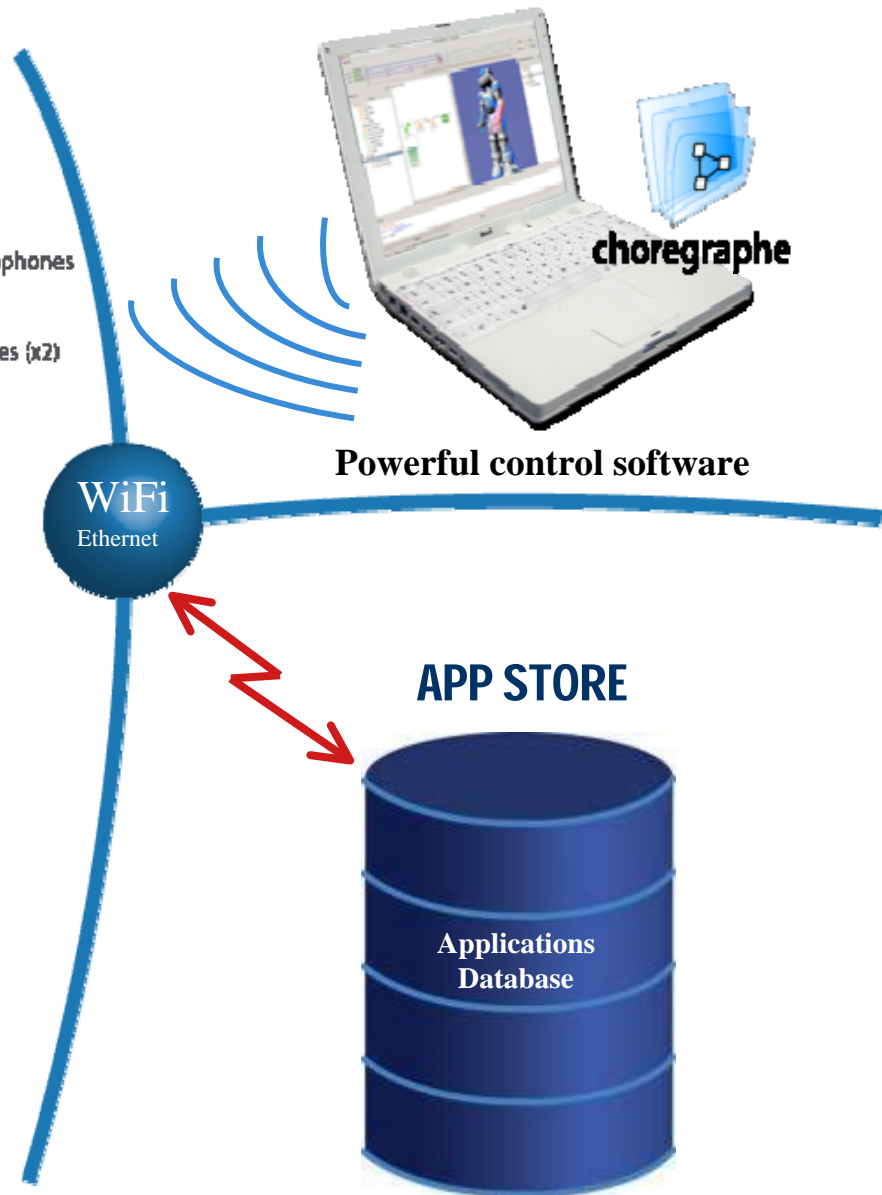 phones
es (x2)
choregraphe
Powerful control software
WiFi
Ethernet
APP STORE
Applications
Database